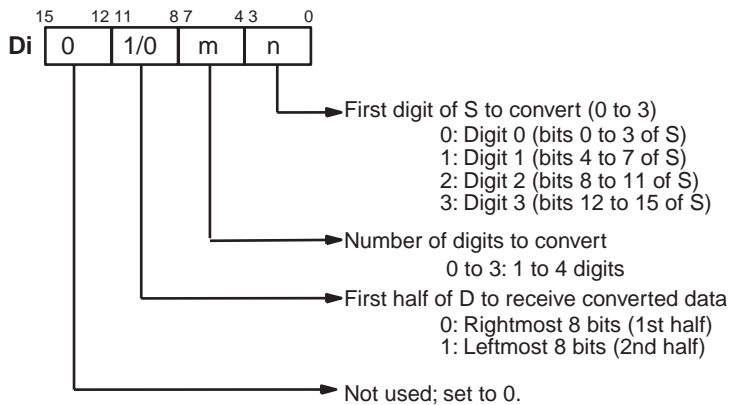 15 12 11 8 7 4 3 0
Di 0 1/0 m n
First digit of S to convert (0 to 3)
0: Digit 0 (bits 0 to 3 of S)
1: Digit 1 (bits 4 to 7 of S)
2: Digit 2 (bits 8 to 11 of S)
3: Digit 3 (bits 12 to 15 of S)
Number of digits to convert
0 to 3: 1 to 4 digits
First half of D to receive converted data
0: Rightmost 8 bits (1st half)
1: Leftmost 8 bits (2nd half)
Not used; set to 0.